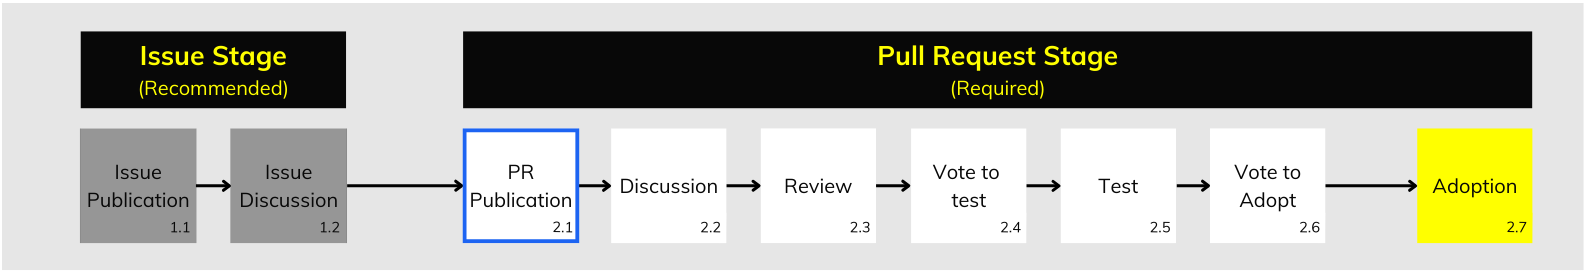 Issue Stage
(Recommended)
Pull Request Stage
(Required)
Issue
Publication
1.1
Issue
Discussion
1.2
PR
Publication
2.1
Discussion
2.2
Review
2.3
Vote to
test
2.4
Test
2.5
Vote to
Adopt
2.6
Adoption
2.7